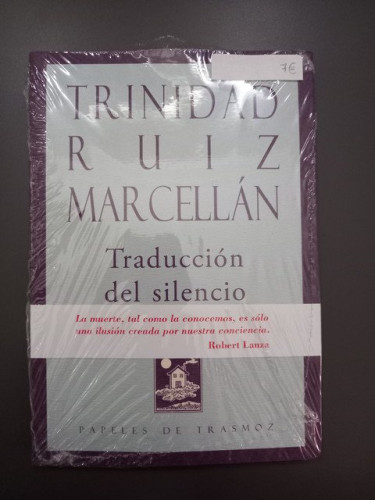 7€
TRINIDAD
RUIZ
MARCELLÁN
Traducción
del silencio
La muerte, tal como la conocemos, es sólo
una ilusión creada por nuestra conciencia.
Robert Lanza
PAPELES DE TRASMOZ